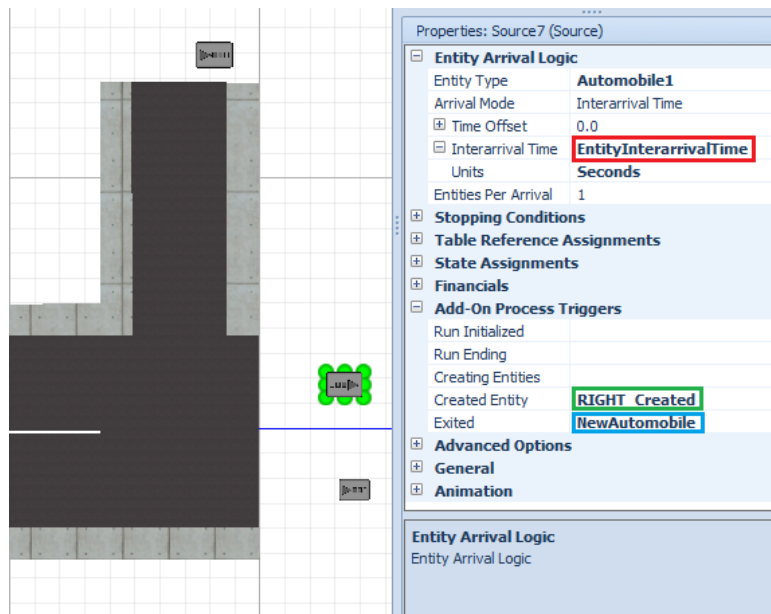 Properties: Source7 (Source)
Entity Arrival Logic
Entity Type Automobile1
Arrival Mode Interarrival Time
Time Offset 0.0
Interarrival Time EntityInterarrivalTime
Units Seconds
Entities Per Arrival 1
Stopping Conditions
Table Reference Assignments
State Assignments
Financials
Add-On Process Triggers
Run Initialized
Run Ending
Creating Entities
Created Entity RIGHT_Created
Exited NewAutomobile
Advanced Options
General
Animation
Entity Arrival Logic
Entity Arrival Logic